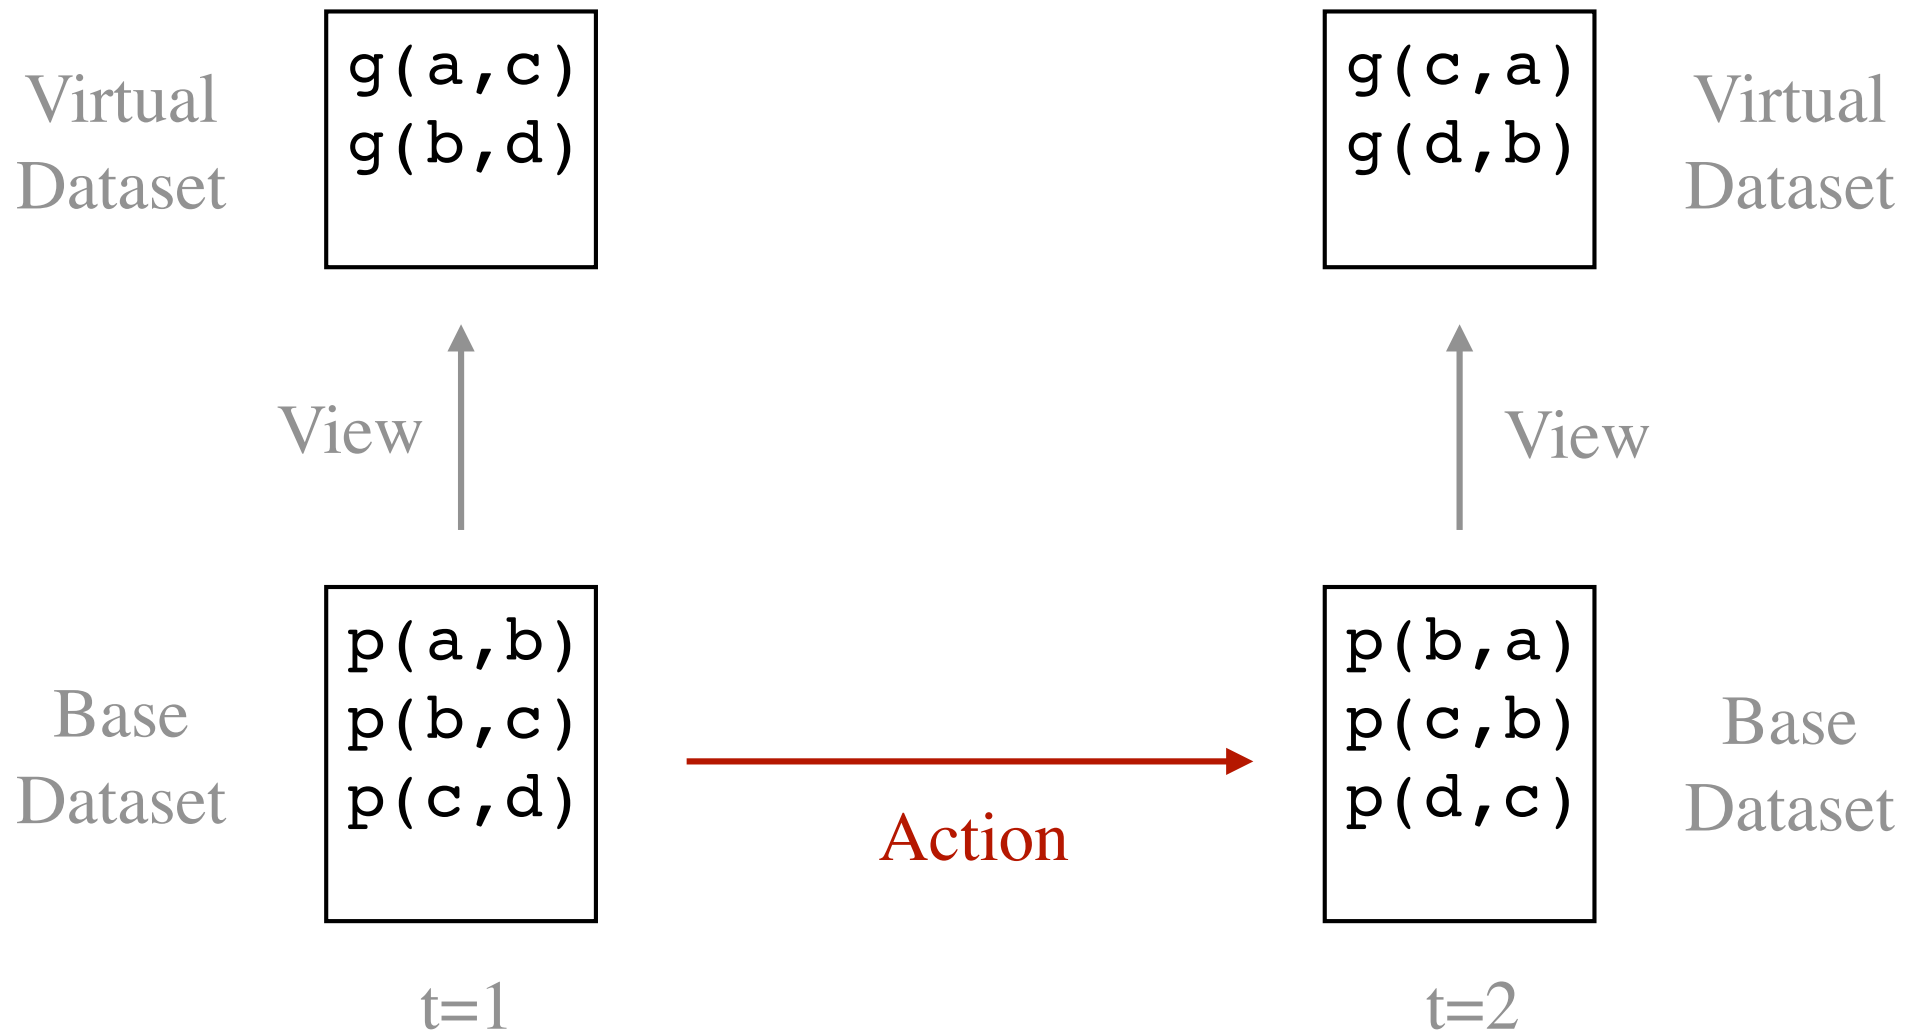 Virtual
Dataset
g(a,c)
g(b,d)
g(c,a)
g(d,b)
Virtual
Dataset
View
View
Base
Dataset
p(a,b)
p(b,c)
p(c,d)
Action
p(b,a)
p(c,b)
p(d,c)
Base
Dataset
t=1
t=2